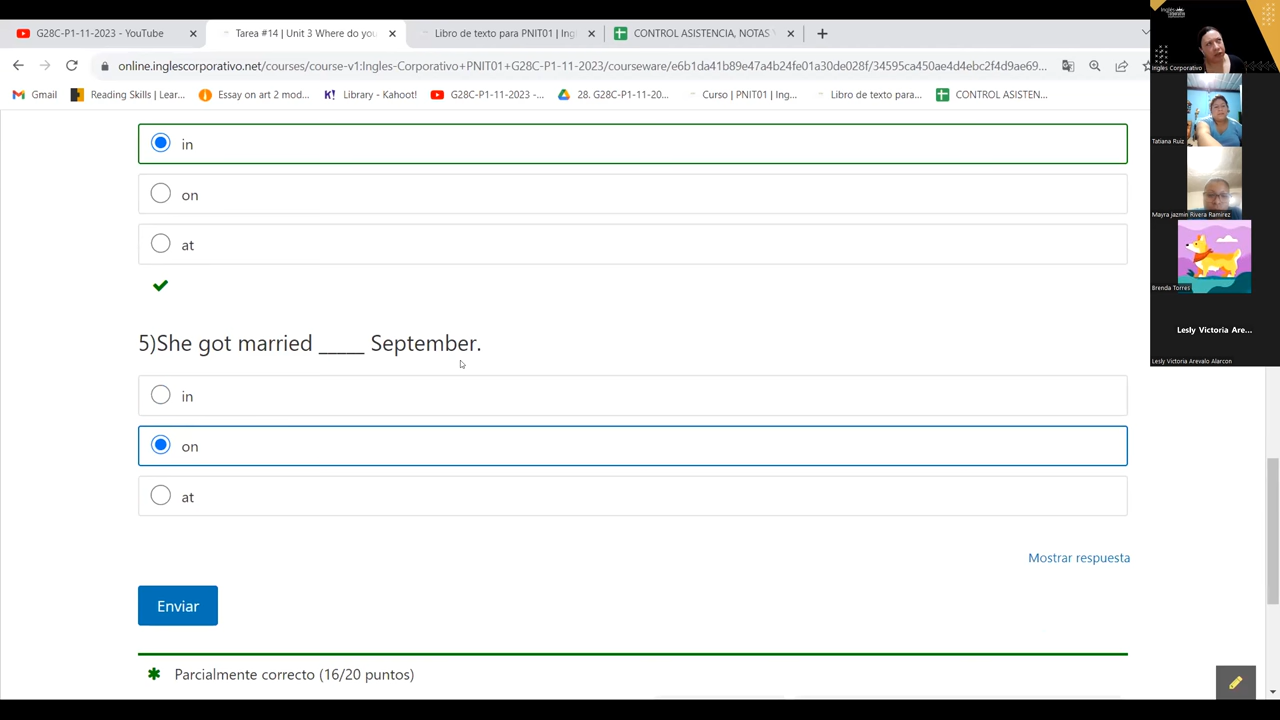 G28C-P1-11-2023 - YouTube
Tarea #14 | Unit 3 Where do you
Libro de texto para PNIT01 | Ing
CONTROL ASISTENCIA, NOTAS
online.inglescorporativo.net/courses/course-v1:Ingles-Corporativo+PNIT01+P1-11-2023/courseware/e6b1d43173e47a4b24fe01a30de028f/3459ca450ae4d4ebc2f4d9ae69...
Gmail
Reading Skills | Lear...
Essay on art 2 mod...
Library - Kahoot!
G28C-P1-11-2023 -...
28. G28C-P1-11-20...
Curso | PNIT01 | Ing...
Libro de texto para...
CONTROL ASISTEN...
in
on
at
5)She got married _____ September.
in
on
at
Mostrar respuesta
Enviar
Parcialmente correcto (16/20 puntos)
Ingles Corporativo
Tatiana Ruiz
Mayra jazmin Rivera Ramirez
Brenda Torres
Lesly Victoria Are...
Lesly Victoria Arevalo Alarcon